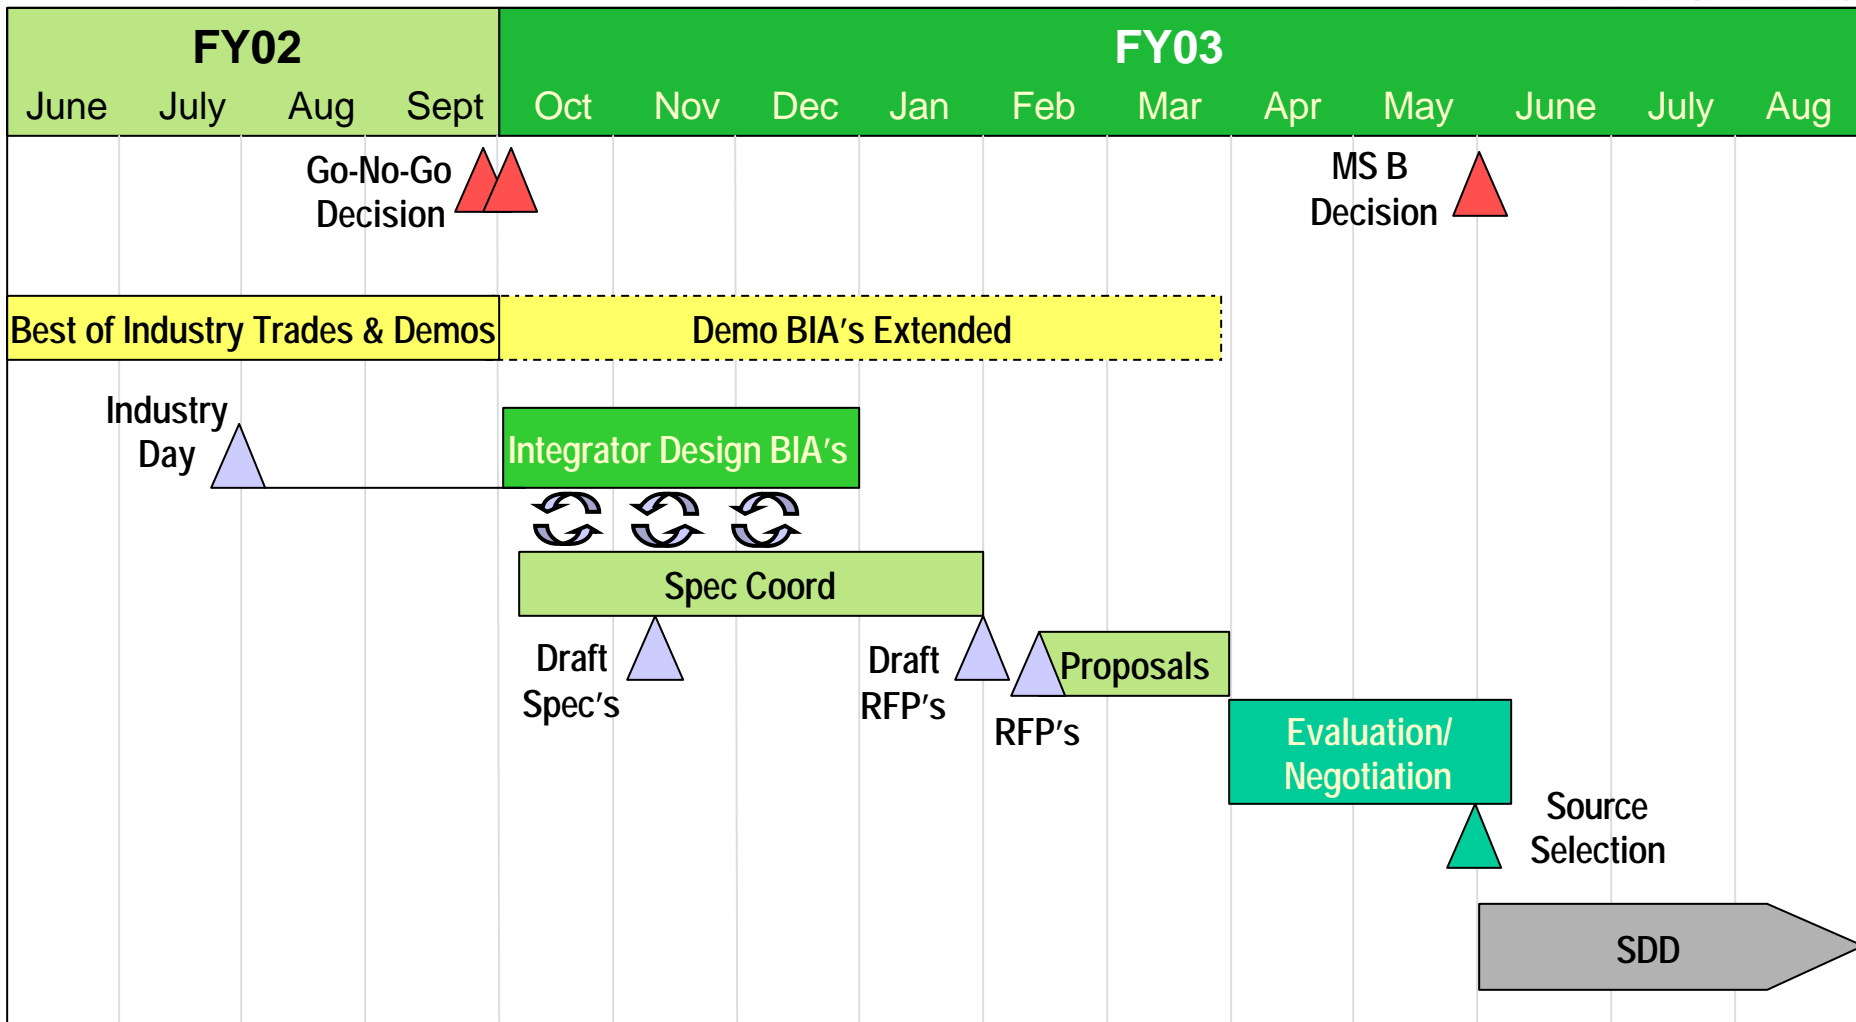 FY02
FY03
June July Aug Sept Oct Nov Dec Jan Feb Mar Apr May June July Aug
Go-No-Go
Decision
MS B
Decision
Best of Industry Trades & Demos
Demo BIA's Extended
Industry
Day
Integrator Design BIA's
Spec Coord
Draft
Spec's
Draft
RFP's
Proposals
RFP's
Evaluation/
Negotiation
Source
Selection
SDD